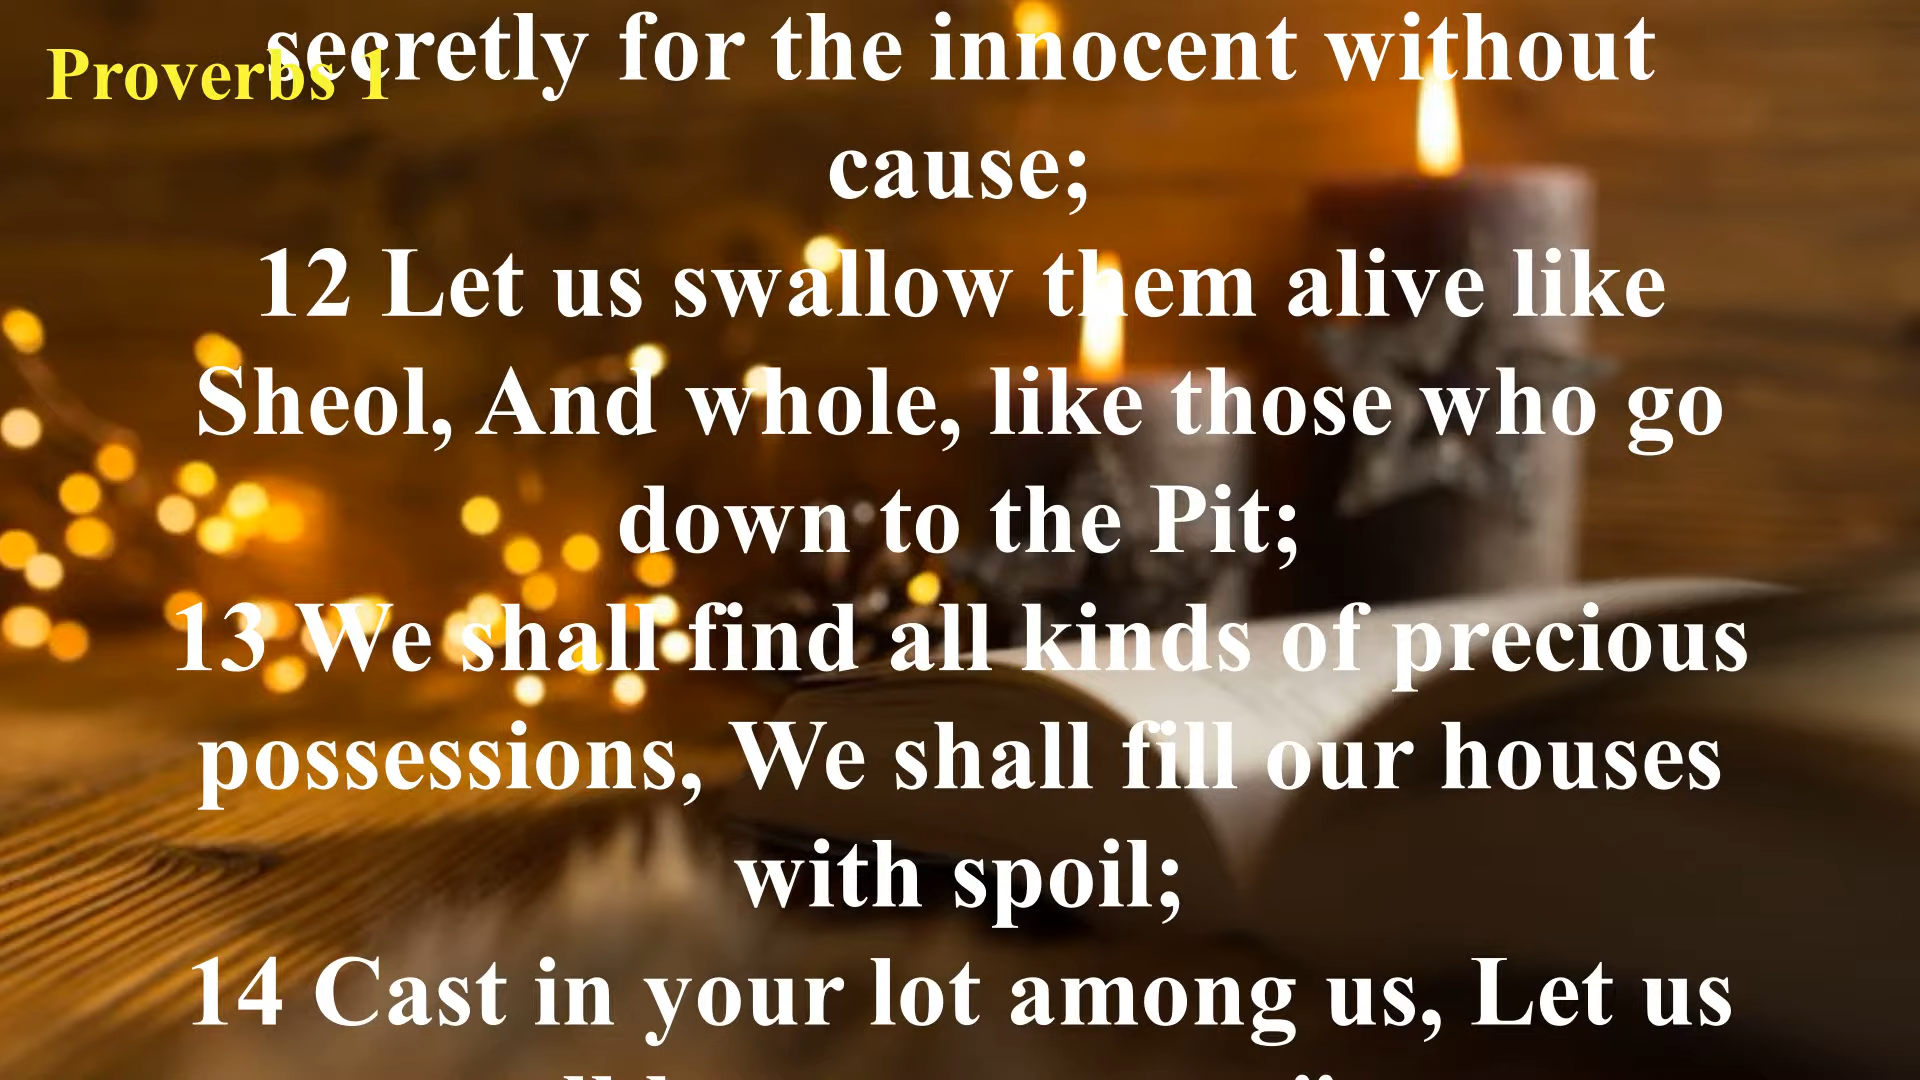 secretly for the innocent without
Proverbs 1
cause;
12 Let us swallow them alive like
Sheol, And whole, like those who go
down to the Pit;
13 We shall find all kinds of precious
possessions, We shall fill our houses
with spoil;
14 Cast in your lot among us, Let us